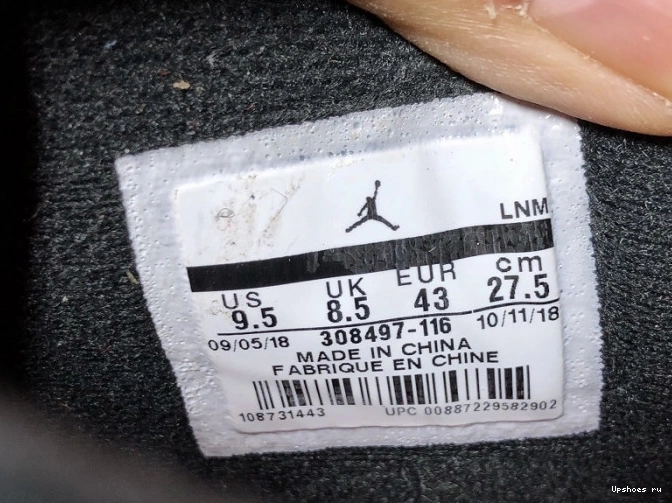 LNM
US UK EUR cm
9.5 8.5 43 27.5
09/05/18 308497-116 10/11/18
MADE IN CHINA
FABRIQUE EN CHINE
108731443 UPC 00887229582902
Upshoes ru